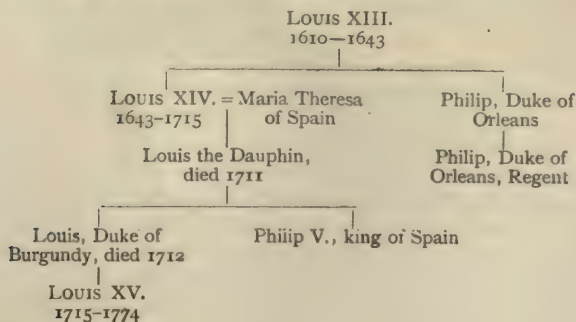 Louis XIII.
1610—1643
Louis XIV. = Maria Theresa
1643-1715 of Spain
Philip, Duke of
Orleans
Louis the Dauphin,
died 1711
Philip, Duke of
Orleans, Regent
Louis, Duke of
Burgundy, died 1712
Philip V., king of Spain
Louis XV.
1715-1774